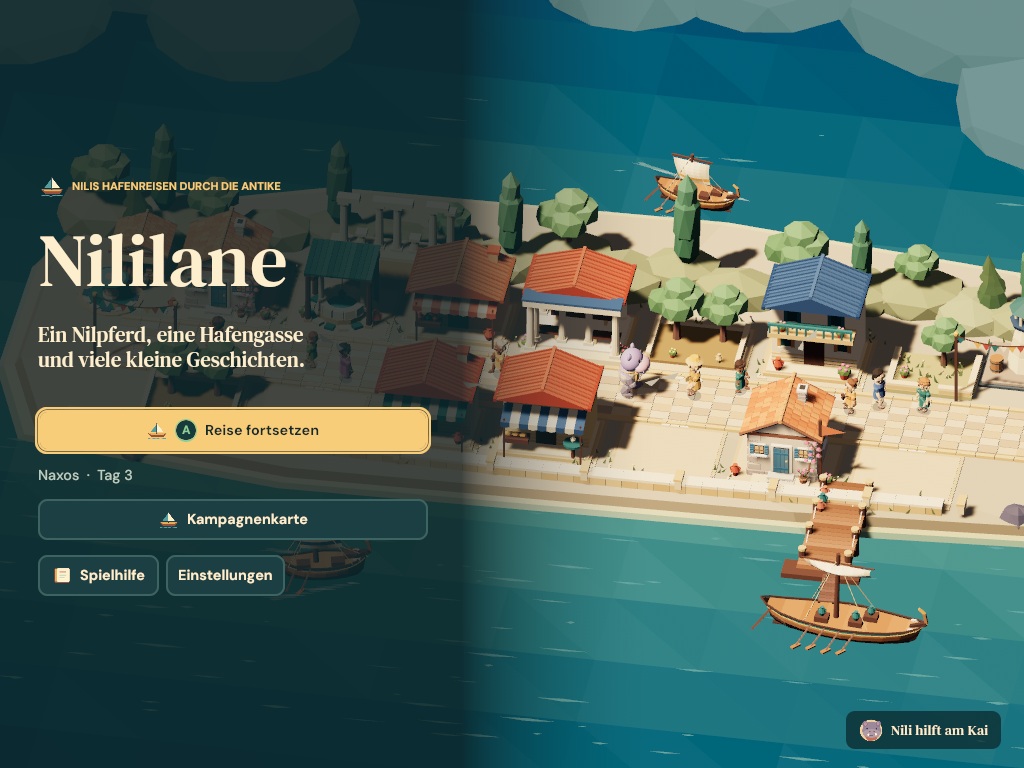 NILIS HAFENREISEN DURCH DIE ANTIKE
Nililane
Ein Nilpferd, eine Hafengasse
und viele kleine Geschichten.
A Reise fortsetzen
Naxos · Tag 3
Kampagnenkarte
Spielhilfe
Einstellungen
Nili hilft am Kai